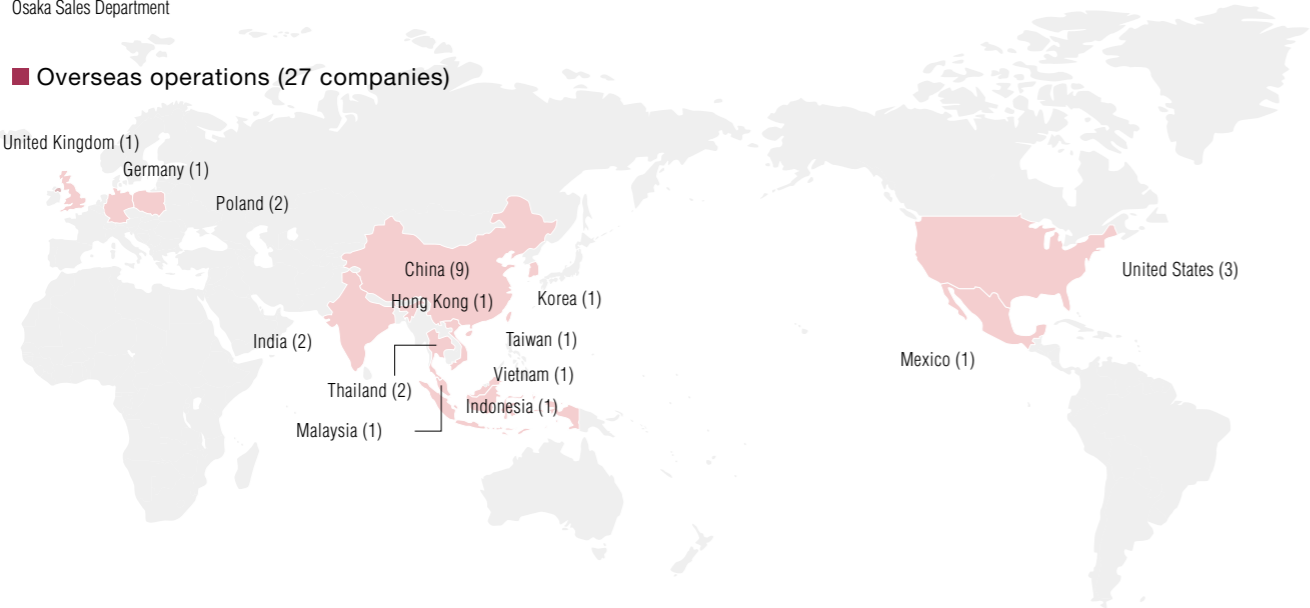 Osaka Sales Department
Overseas operations (27 companies)
United Kingdom (1)
Germany (1)
Poland (2)
China (9)
United States (3)
Hong Kong (1)
Korea (1)
India (2)
Taiwan (1)
Mexico (1)
Vietnam (1)
Thailand (2)
Indonesia (1)
Malaysia (1)